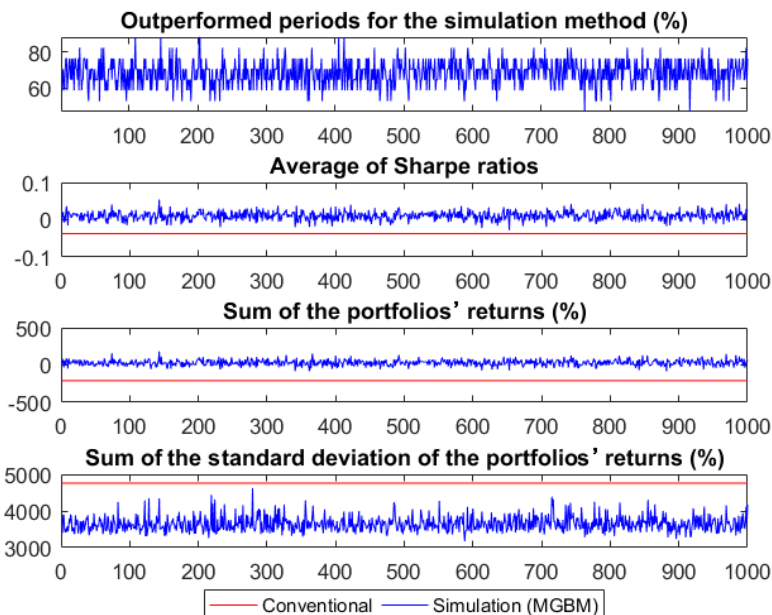 Outperformed periods for the simulation method (%)
80
60
100 200 300 400 500 600 700 800 900 1000
Average of Sharpe ratios
0.1
0
-0.1
0 100 200 300 400 500 600 700 800 900 1000
Sum of the portfolios’ returns (%)
500
0
-500
0 100 200 300 400 500 600 700 800 900 1000
Sum of the standard deviation of the portfolios’ returns (%)
5000
4000
3000
0 100 200 300 400 500 600 700 800 900 1000
Conventional Simulation (MGBM)